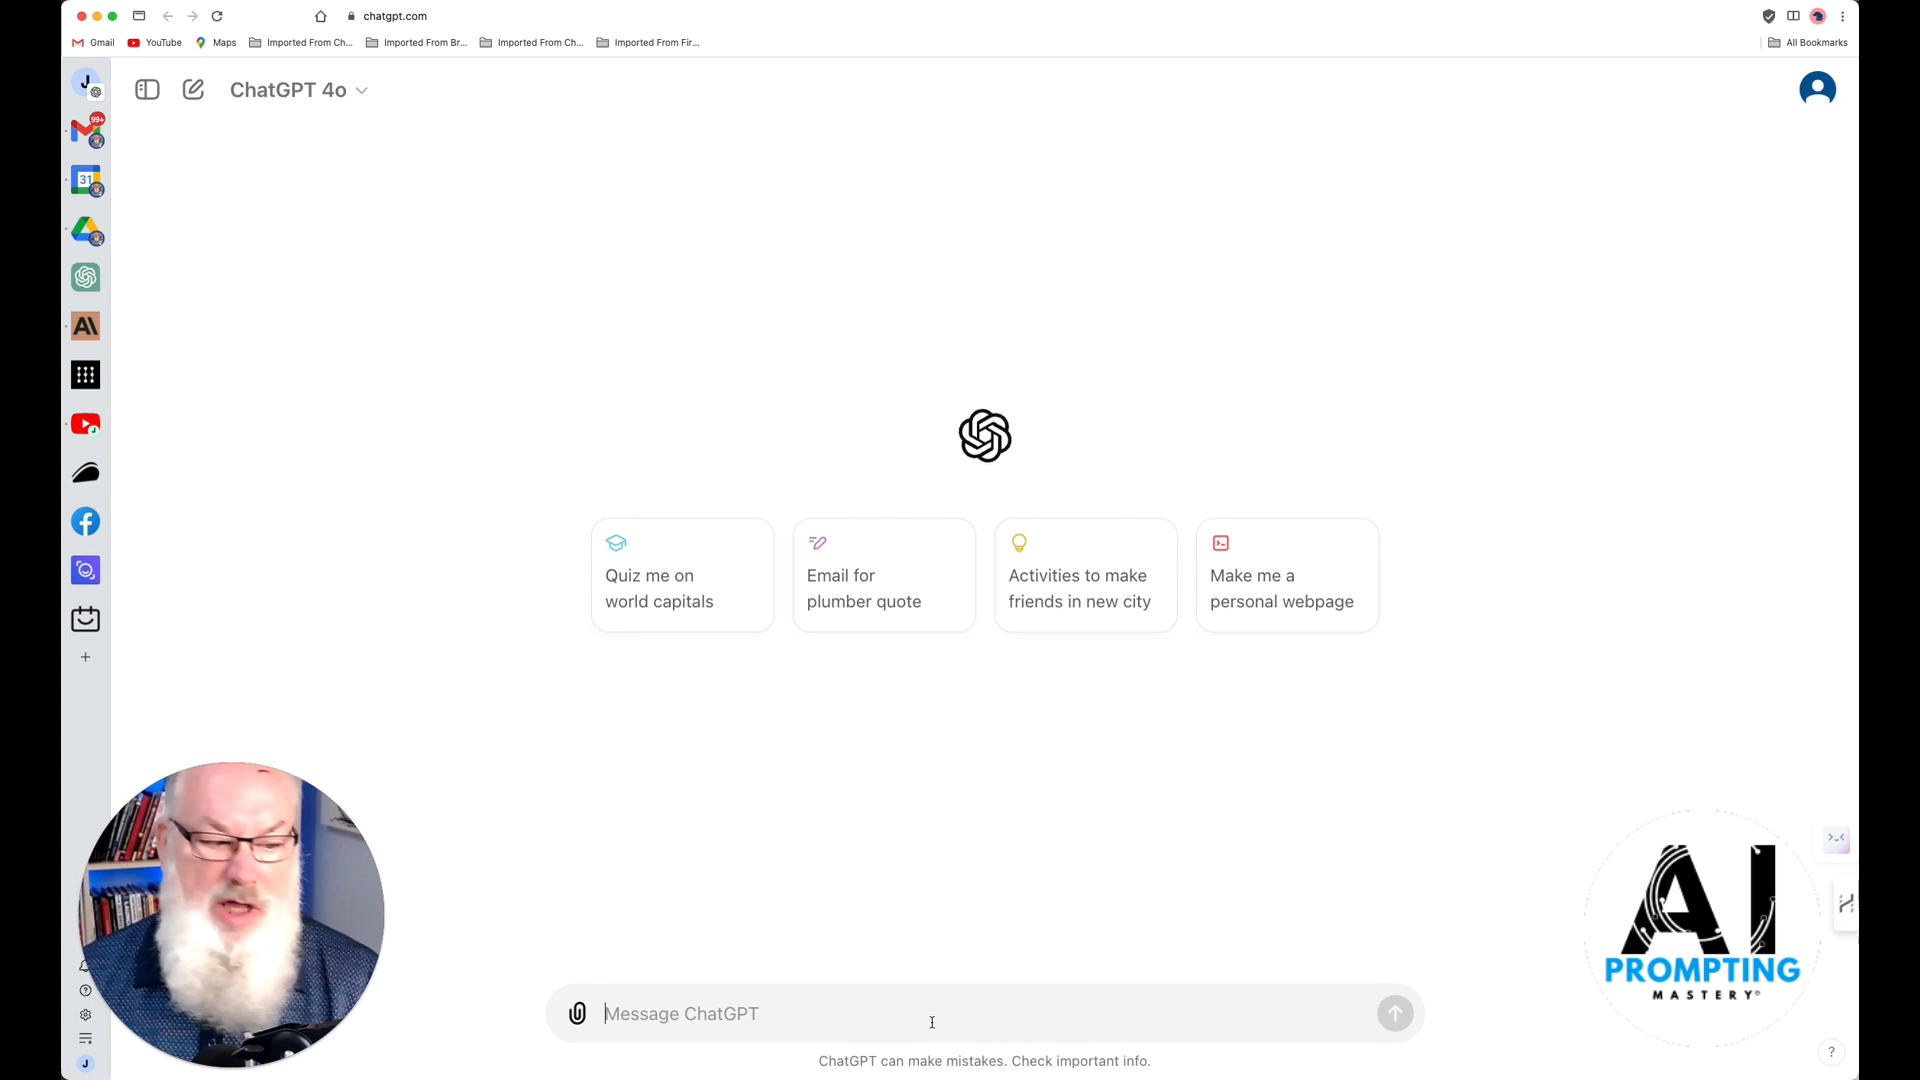 chatgpt.com
Gmail
YouTube
Maps
Imported From Ch...
Imported From Br...
Imported From Ch...
Imported From Fir...
All Bookmarks
J
ChatGPT 4o
99+
31
Quiz me on
world capitals
Email for
plumber quote
Activities to make
friends in new city
Make me a
personal webpage
AI
PROMPTING
MASTERY®
Message ChatGPT
ChatGPT can make mistakes. Check important info.
J
?